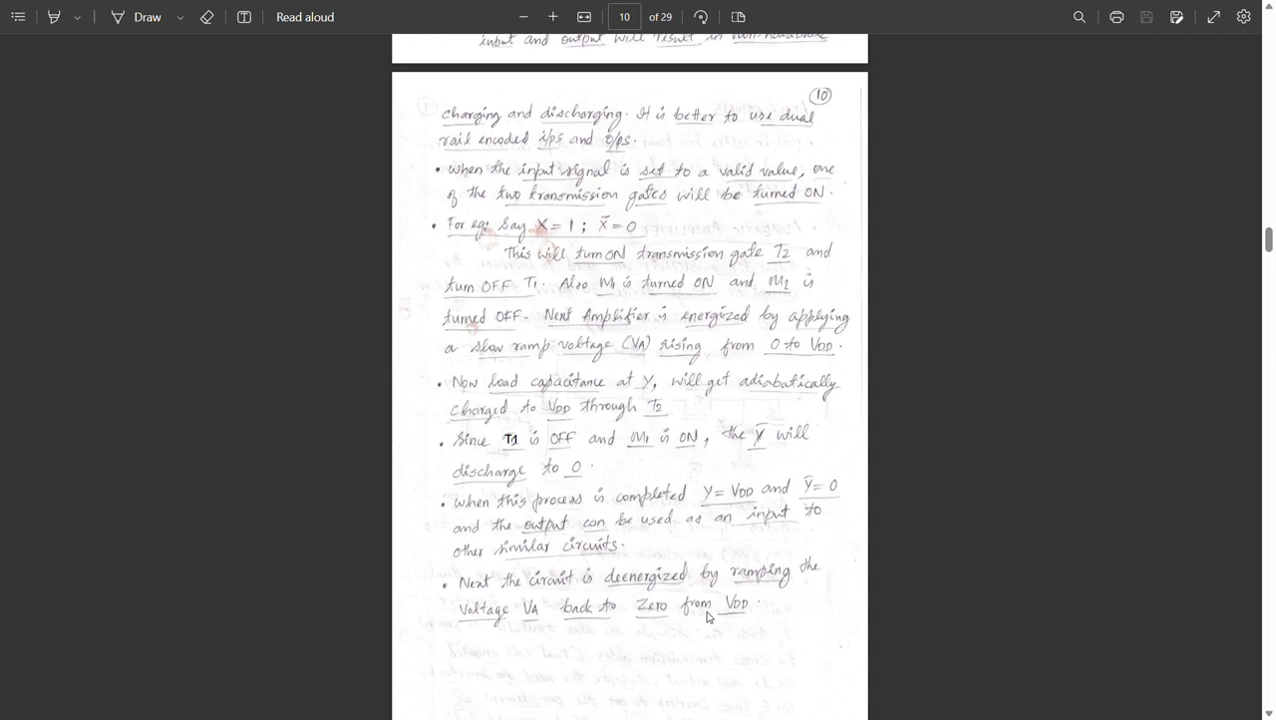 Draw
Read aloud
10 of 29
input and output will result in non-
10
charging and discharging. It is better to use dual
rail encoded i/ps and o/ps.
• When the input signal is set to a valid value, one
of the two transmission gates will be turned ON.
• For eg: Say X = 1 ; X̅ = 0
This will turn ON transmission gate T2 and
turn OFF T1. Also M1 is turned ON and M2 is
turned OFF. Next Amplifier is energized by applying
a slow ramp voltage (VA) rising from 0 to VDD.
• Now load capacitance at Y, will get adiabatically
charged to VDD through T2
• Since T1 is OFF and M1 is ON, the Y̅ will
discharge to 0.
• When this process is completed Y = VDD and Y̅ = 0
and the output can be used as an input to
other similar circuits.
• Next the circuit is deenergized by ramping the
voltage VA back to Zero from VDD.